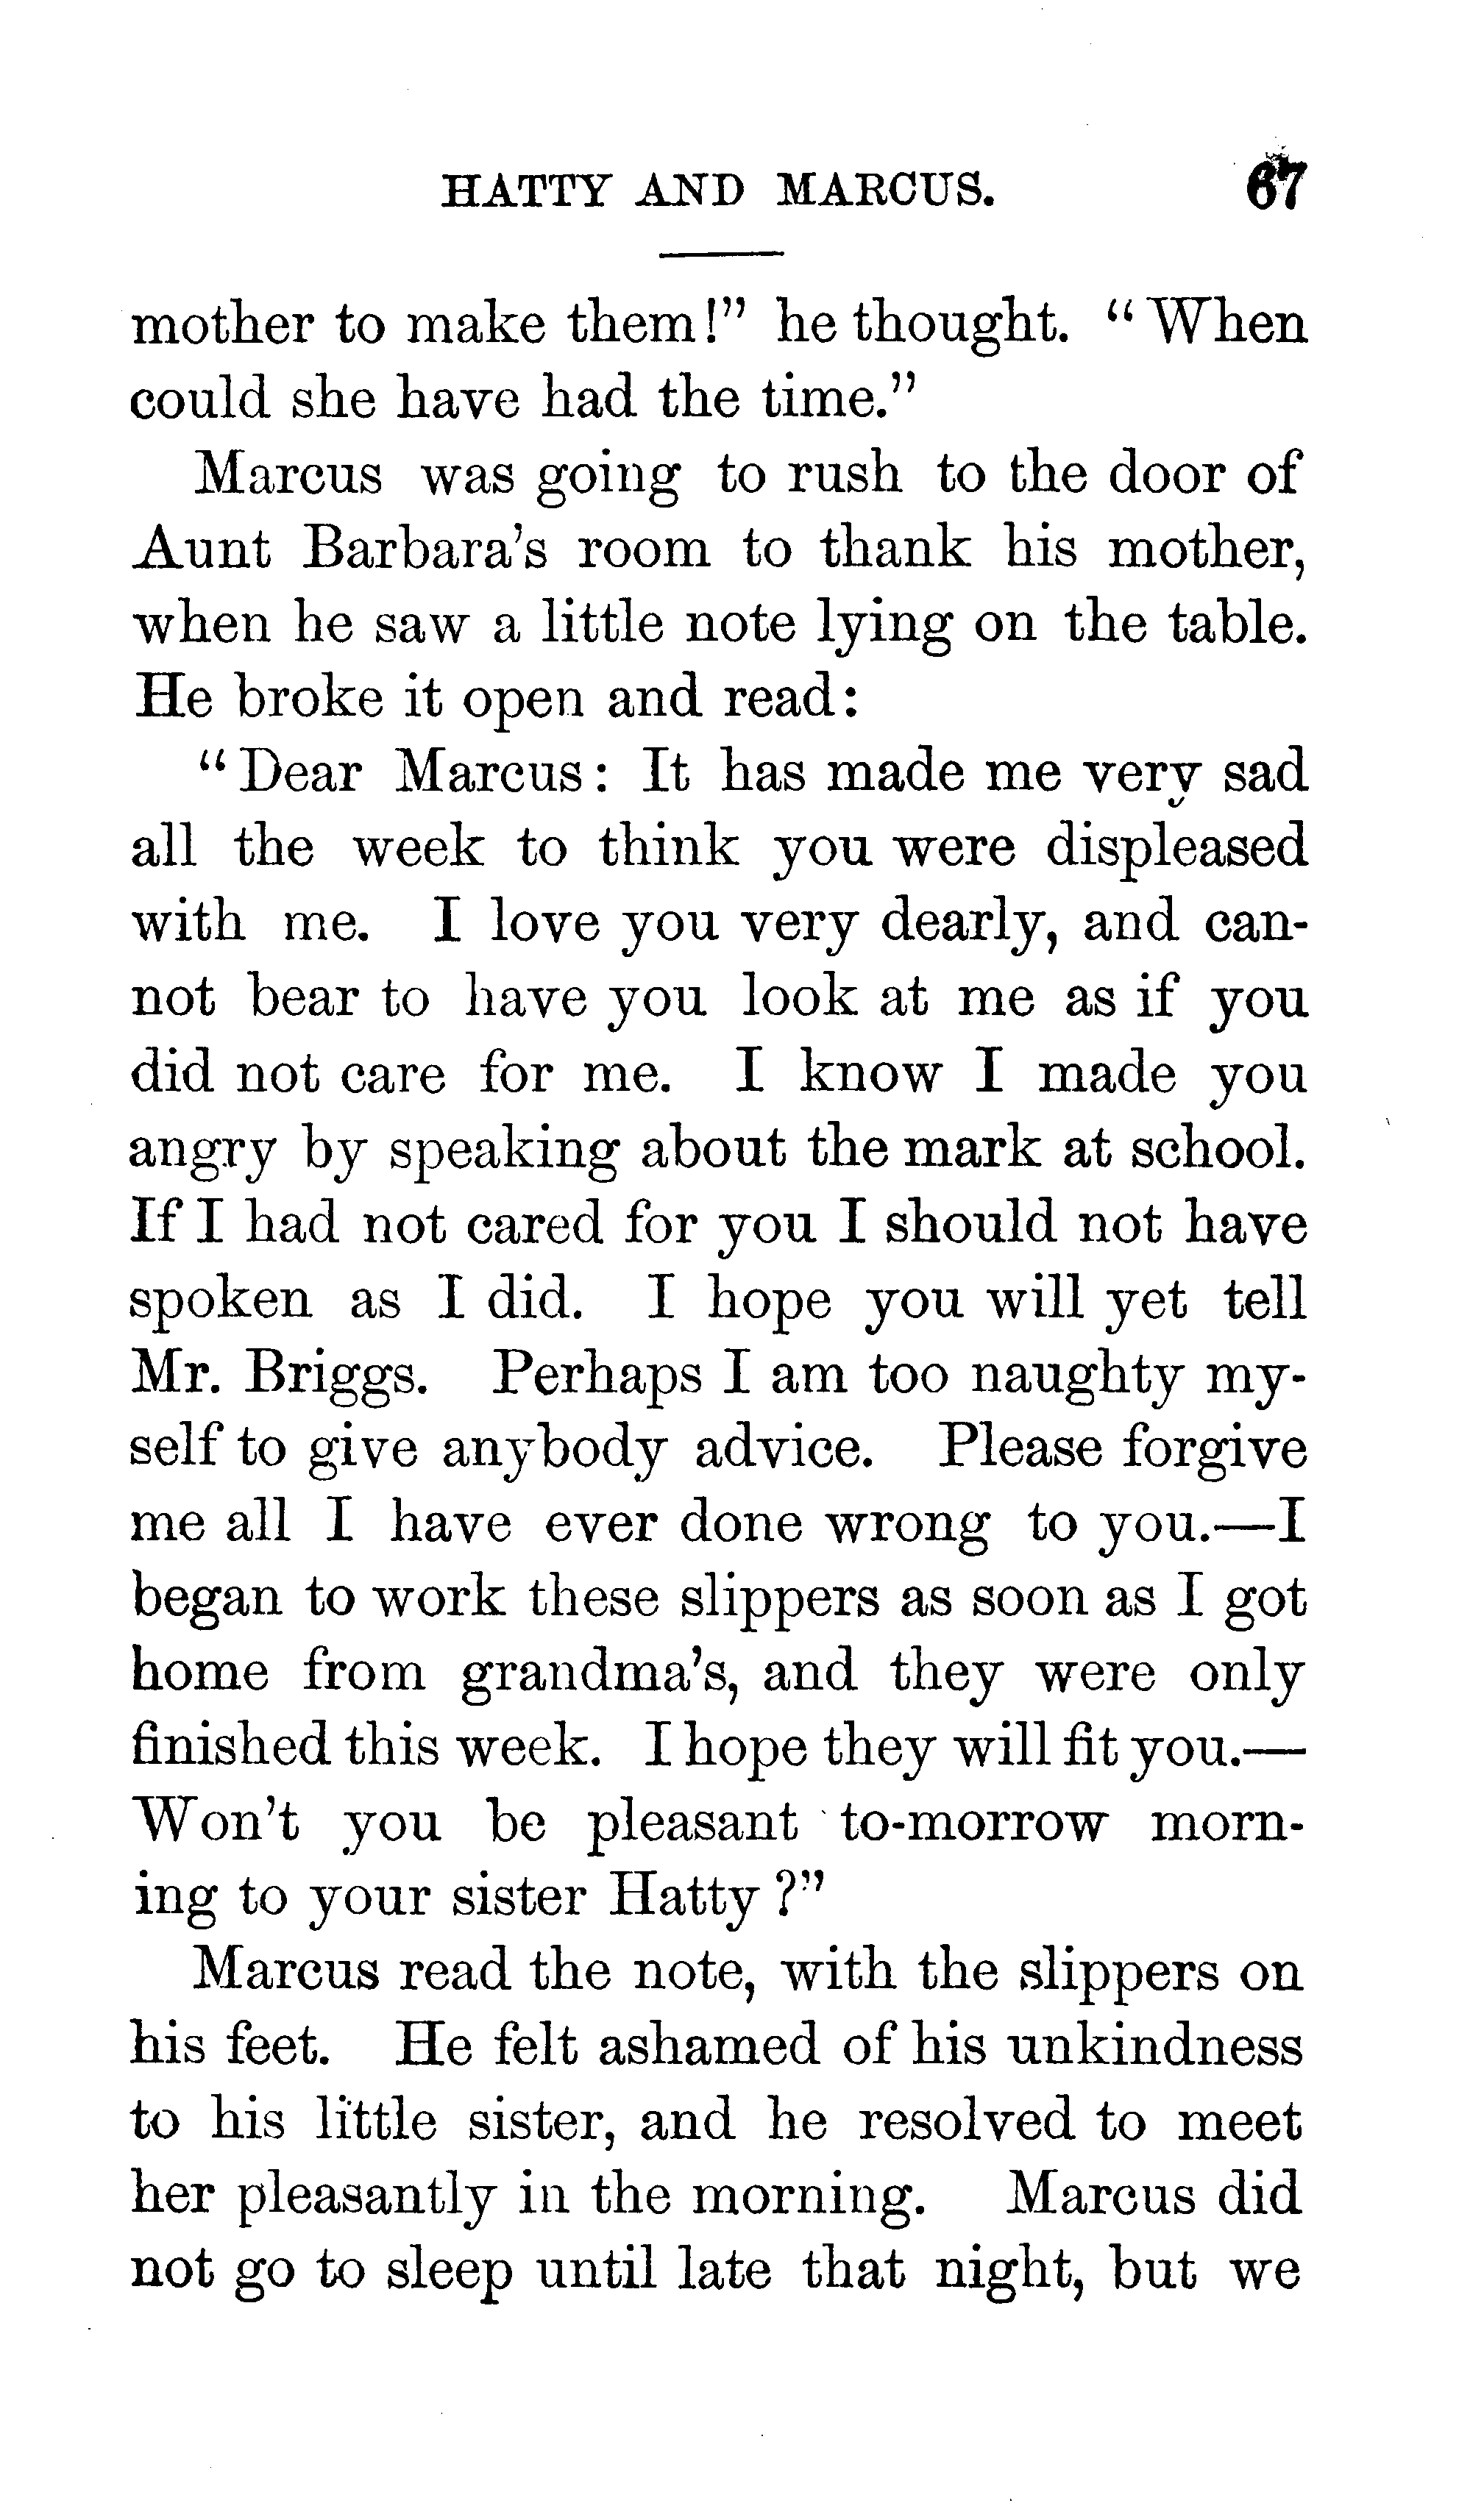 HATTY AND MARCUS. 67
mother to make them!" he thought. "When
could she have had the time."
Marcus was going to rush to the door of
Aunt Barbara's room to thank his mother,
when he saw a little note lying on the table.
He broke it open and read:
"Dear Marcus: It has made me very sad
all the week to think you were displeased
with me. I love you very dearly, and can-
not bear to have you look at me as if you
did not care for me. I know I made you
angry by speaking about the mark at school.
If I had not cared for you I should not have
spoken as I did. I hope you will yet tell
Mr. Briggs. Perhaps I am too naughty my-
self to give anybody advice. Please forgive
me all I have ever done wrong to you.—I
began to work these slippers as soon as I got
home from grandma's, and they were only
finished this week. I hope they will fit you.—
Won't you be pleasant to-morrow morn-
ing to your sister Hatty?"
Marcus read the note, with the slippers on
his feet. He felt ashamed of his unkindness
to his little sister, and he resolved to meet
her pleasantly in the morning. Marcus did
not go to sleep until late that night, but we